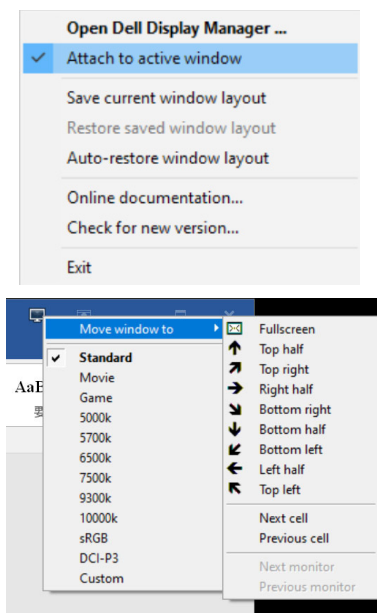 Open Dell Display Manager ...
Attach to active window
Save current window layout
Restore saved window layout
Auto-restore window layout
Online documentation...
Check for new version...
Exit
Move window to
Standard
Movie
Game
5000k
5700k
6500k
7500k
9300k
10000k
sRGB
DCI-P3
Custom
Fullscreen
Top half
Top right
Right half
Bottom right
Bottom half
Bottom left
Left half
Top left
Next cell
Previous cell
Next monitor
Previous monitor
AaB
要